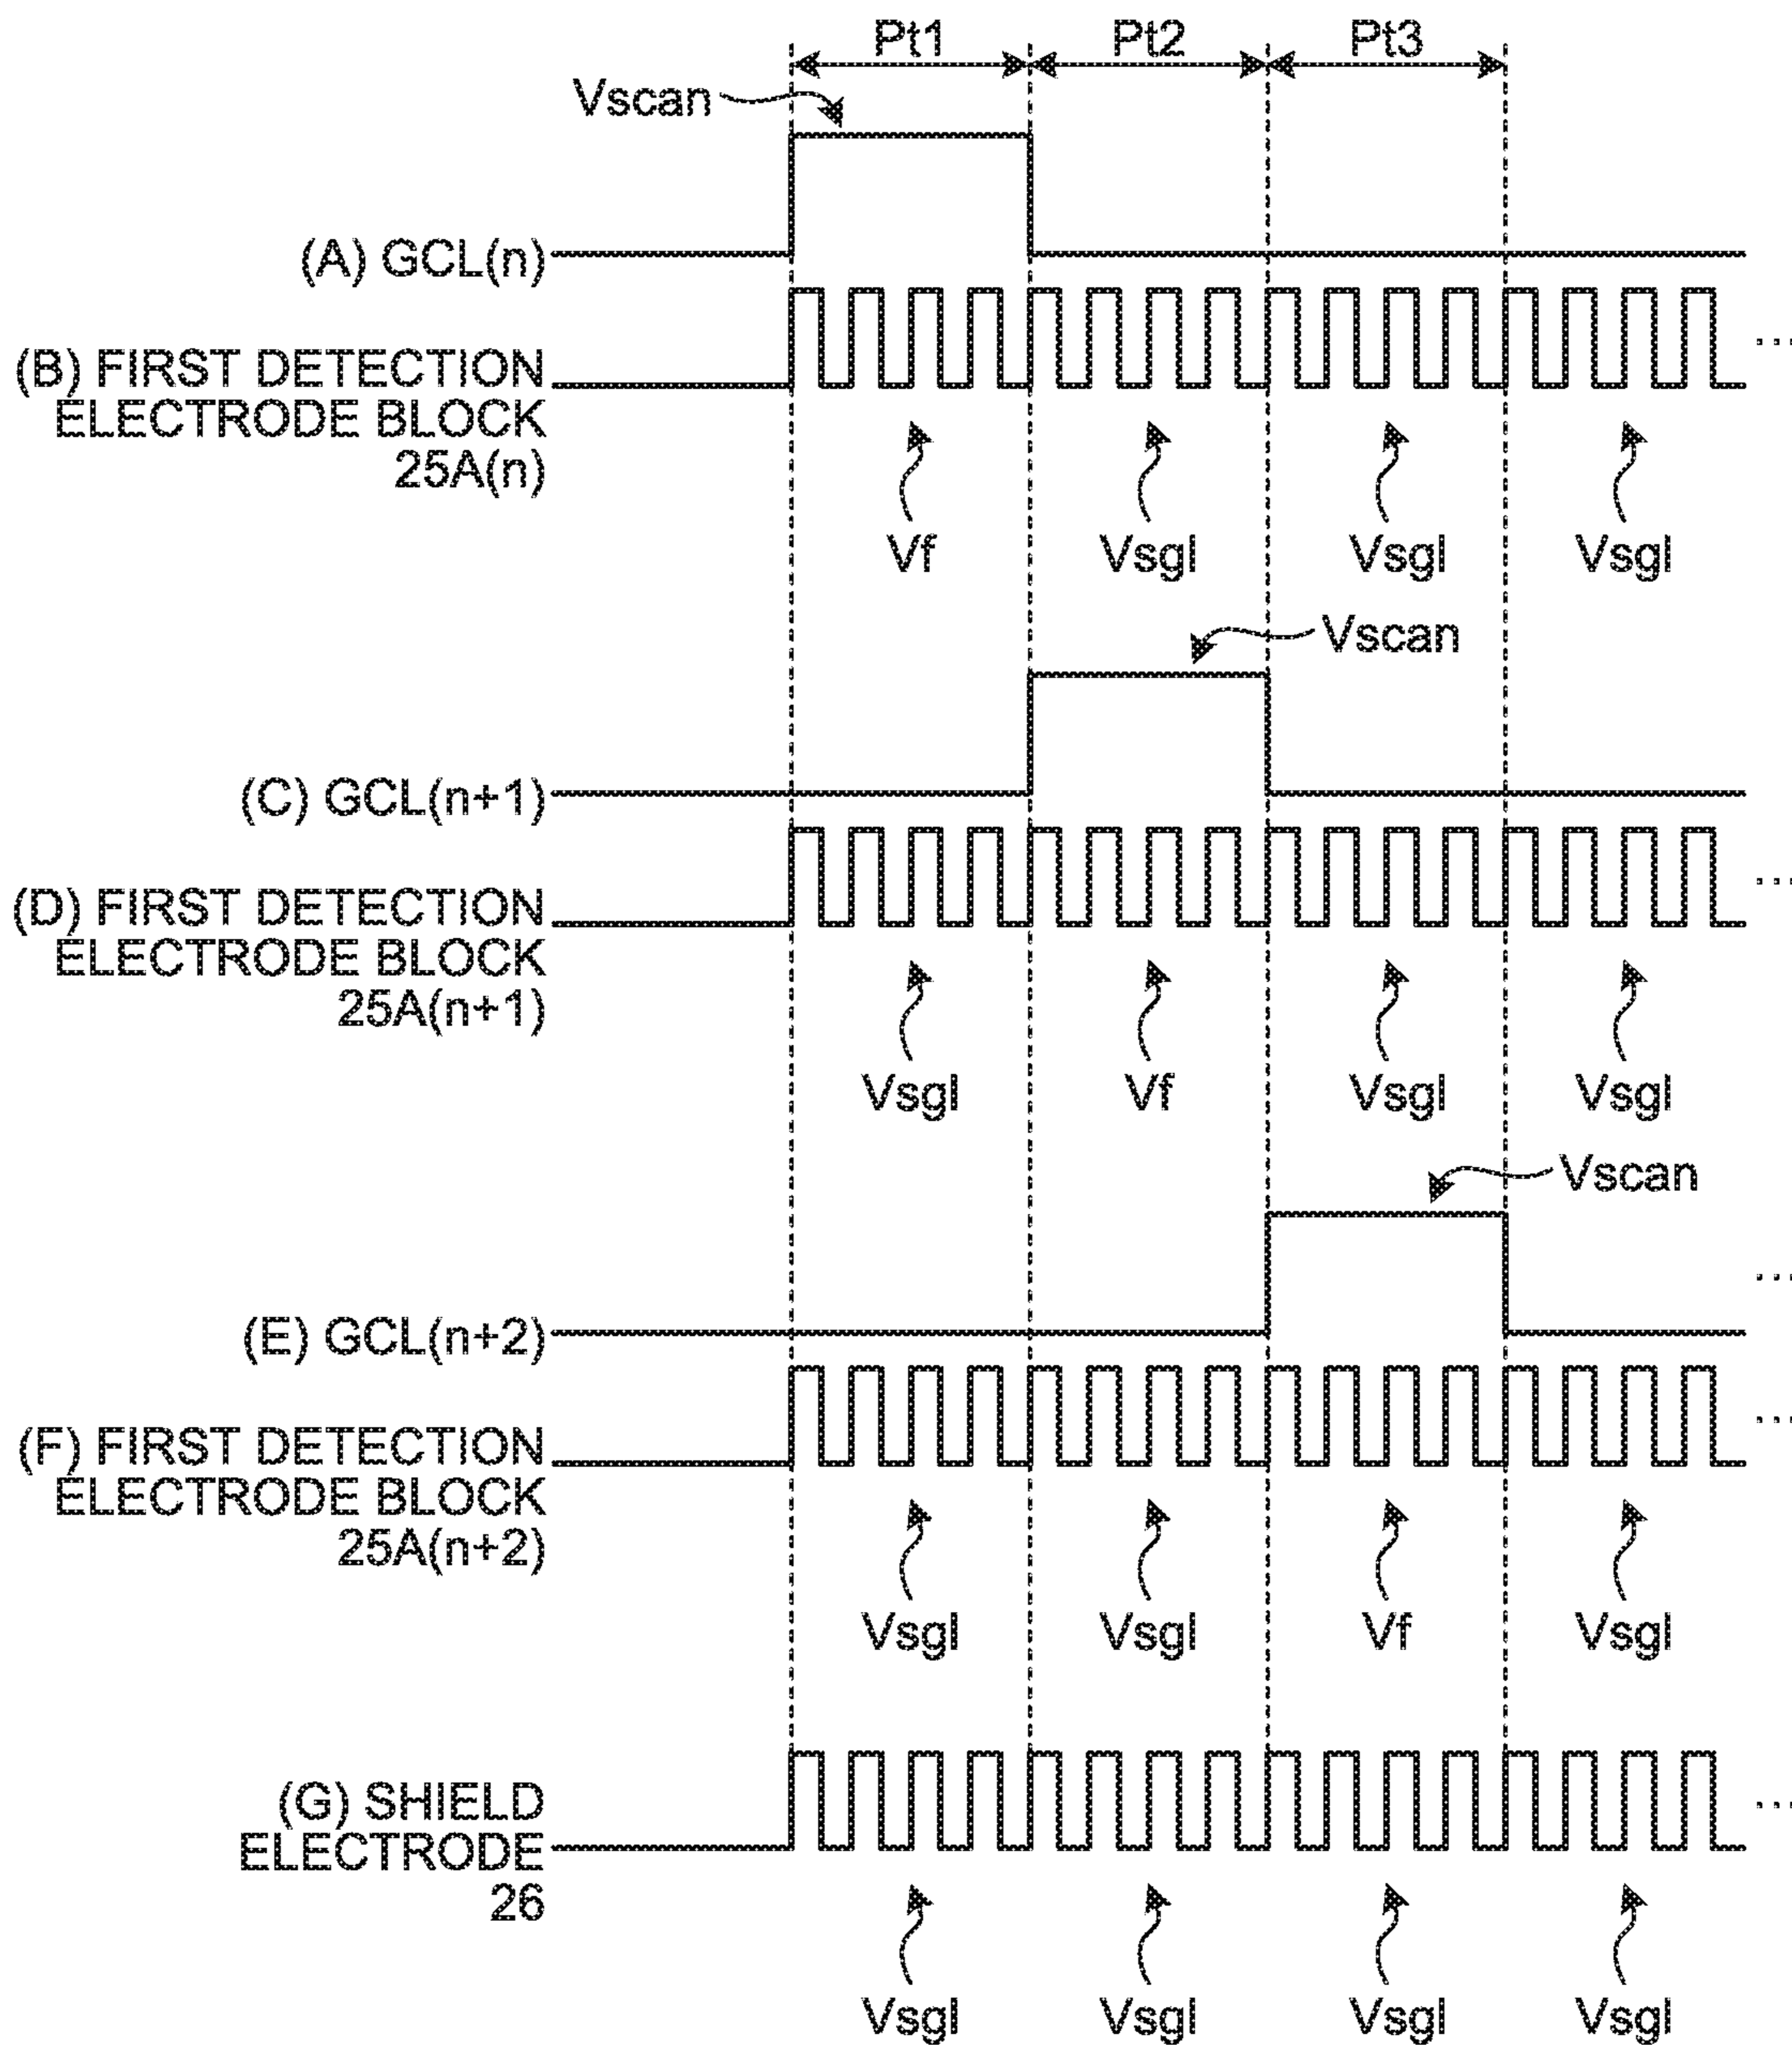 Pt1 Pt2 Pt3
Vscan
(A) GCL(n)
(B) FIRST DETECTION
ELECTRODE BLOCK
25A(n)
...
Vf Vsgl Vsgl Vsgl
Vscan
(C) GCL(n+1)
(D) FIRST DETECTION
ELECTRODE BLOCK
25A(n+1)
...
Vsgl Vf Vsgl Vsgl
Vscan
...
(E) GCL(n+2)
(F) FIRST DETECTION
ELECTRODE BLOCK
25A(n+2)
...
Vsgl Vsgl Vf Vsgl
(G) SHIELD
ELECTRODE
26
...
Vsgl Vsgl Vsgl Vsgl